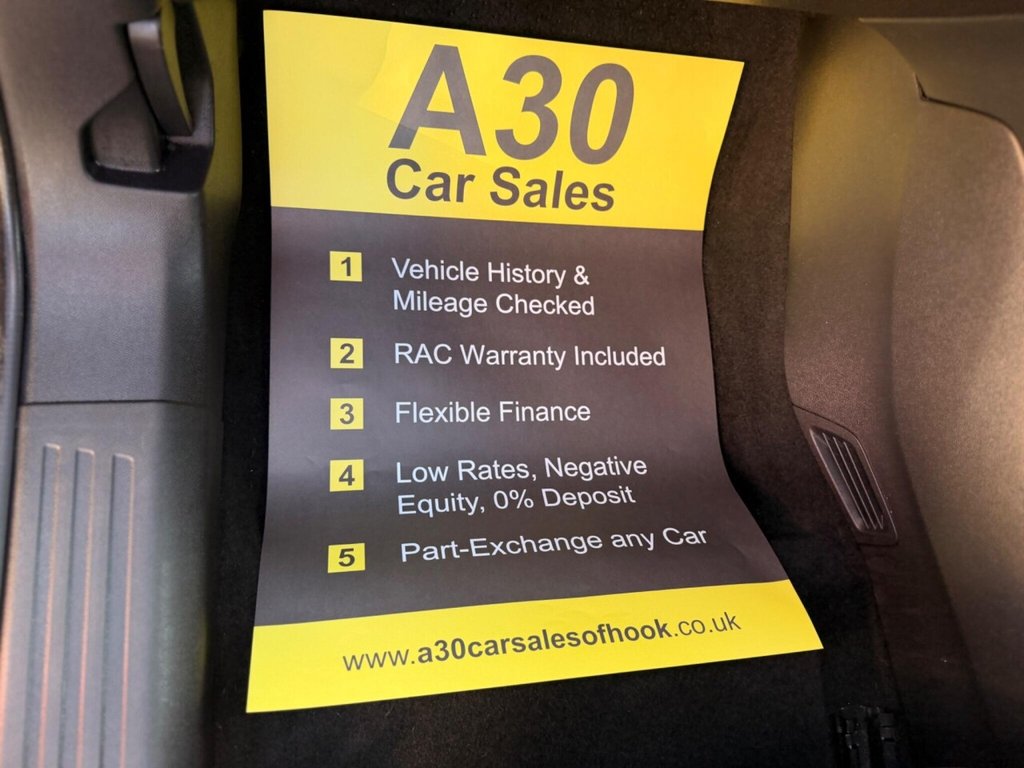 A30
Car Sales
1 Vehicle History &
Mileage Checked
2 RAC Warranty Included
3 Flexible Finance
4 Low Rates, Negative
Equity, 0% Deposit
5 Part-Exchange any Car
www.a30carsalesofhook.co.uk